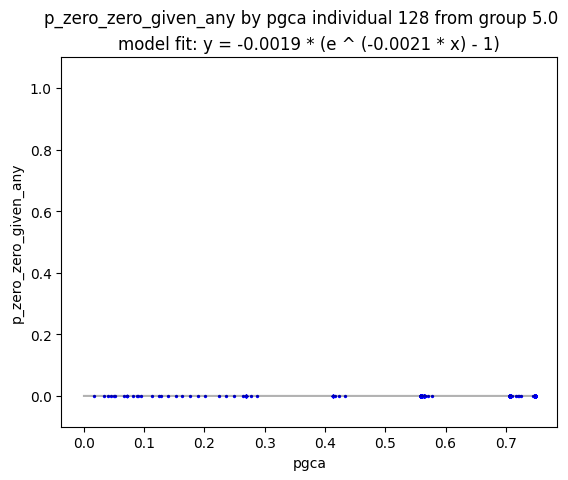 p_zero_zero_given_any by pgca individual 128 from group 5.0
model fit: y = -0.0019 * (e ^ (-0.0021 * x) - 1)
1.0
0.8
0.6
0.4
0.2
0.0
p_zero_zero_given_any
0.0 0.1 0.2 0.3 0.4 0.5 0.6 0.7
pgca